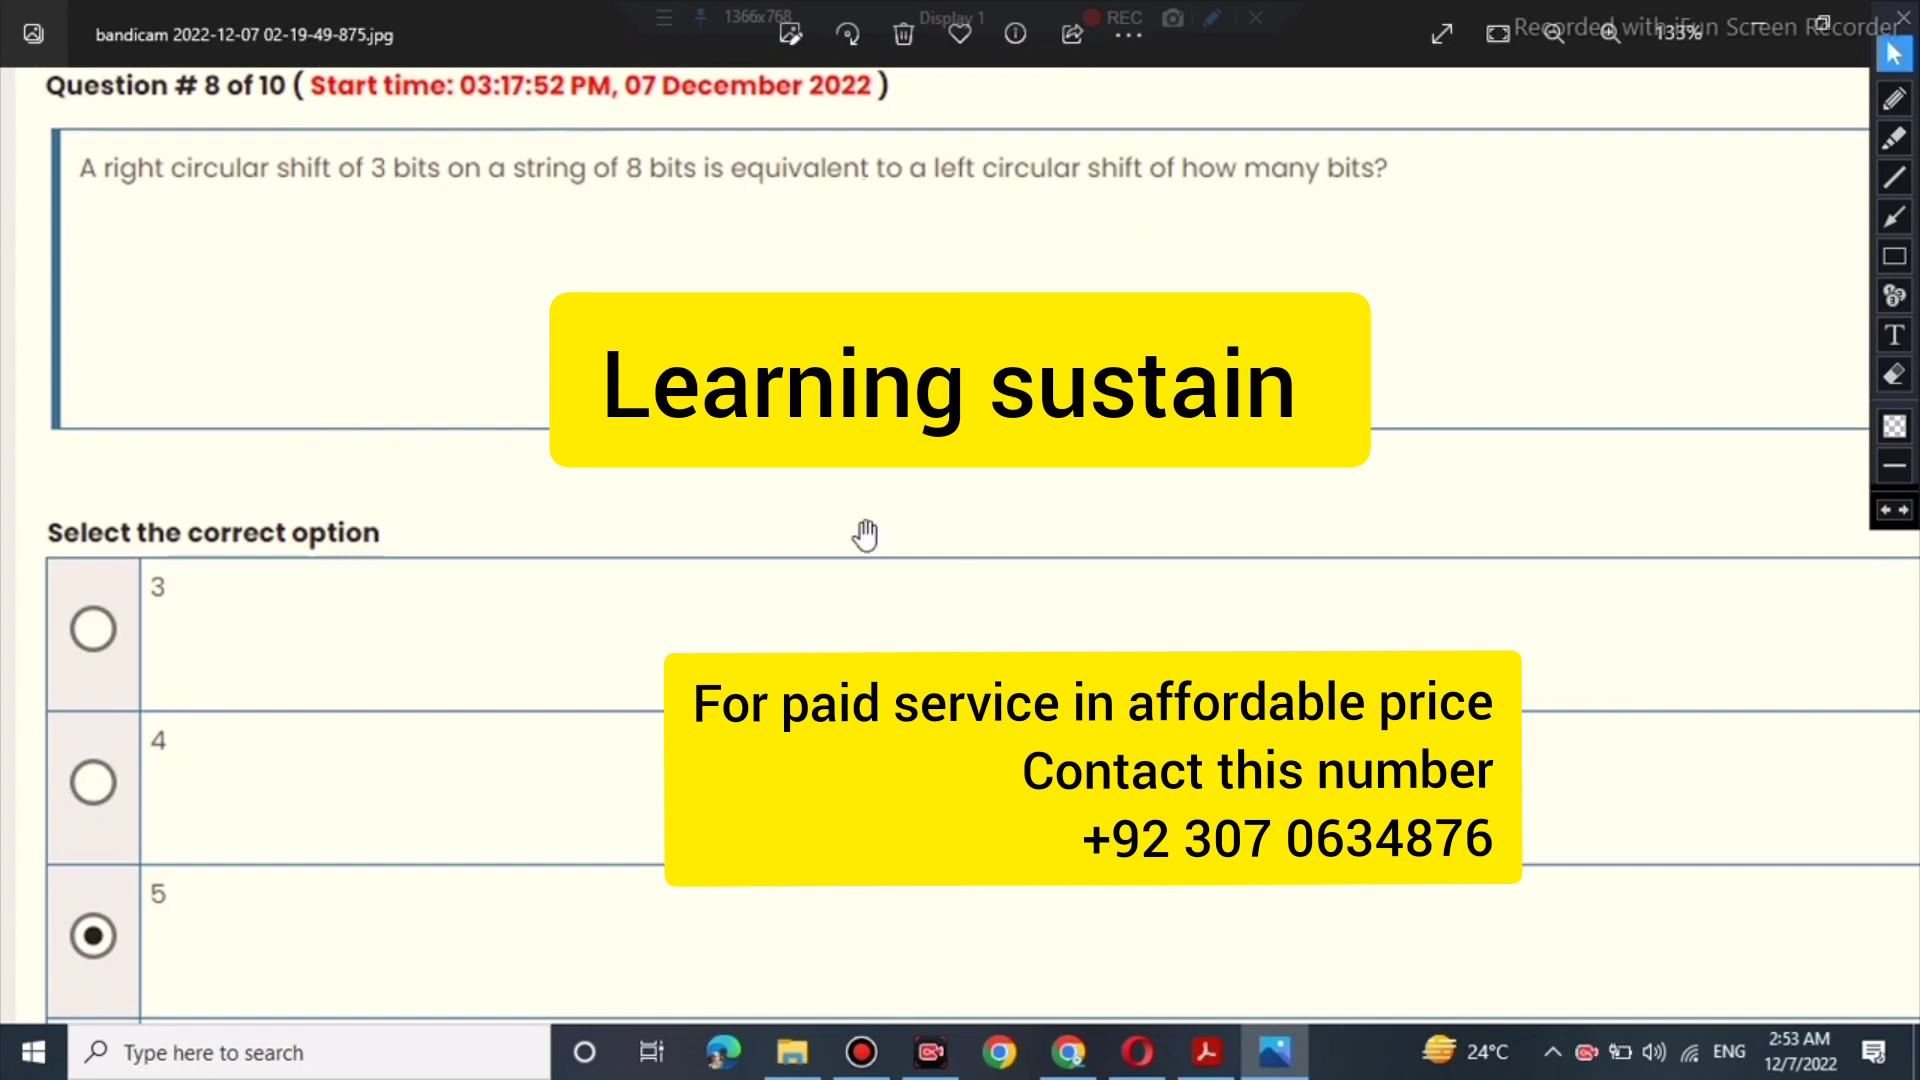 1366x768
Display 1
REC
bandicam 2022-12-07 02-19-49-875.jpg
133%
Recorded with iFun Screen Recorder
Question # 8 of 10 ( Start time: 03:17:52 PM, 07 December 2022 )
A right circular shift of 3 bits on a string of 8 bits is equivalent to a left circular shift of how many bits?
Learning sustain
Select the correct option
3
4
For paid service in affordable price
Contact this number
+92 307 0634876
5
Type here to search
24°C
ENG
2:53 AM
12/7/2022